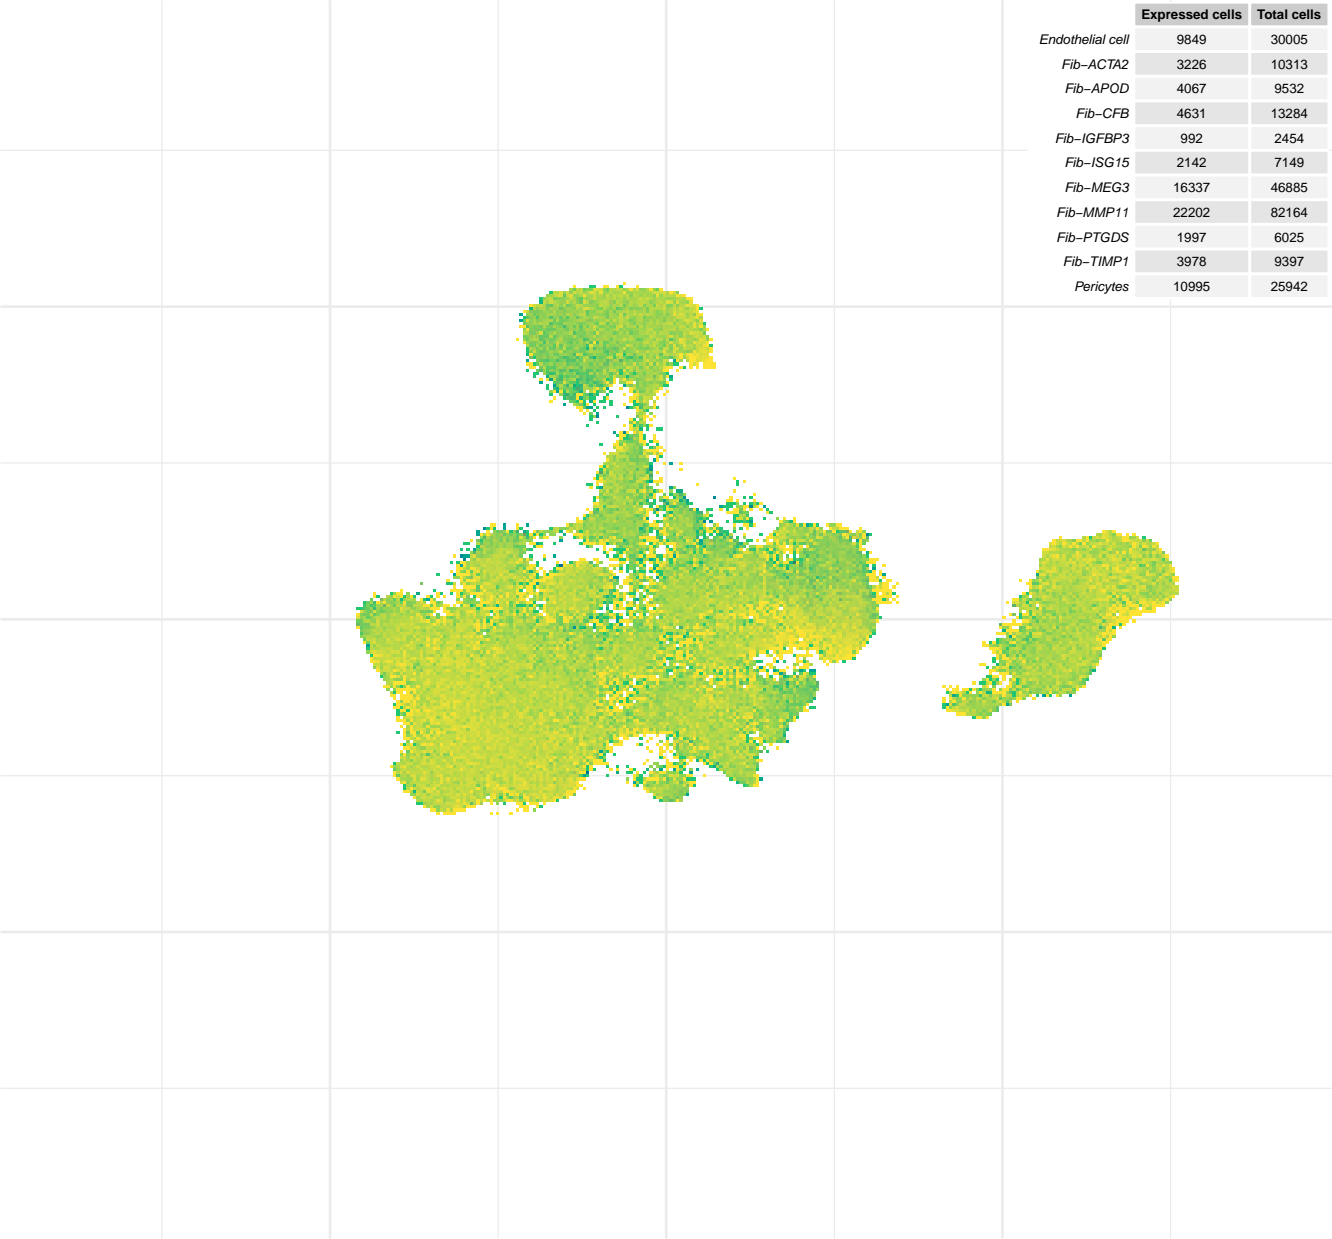 Expressed cells Total cells
Endothelial cell 9849 30005
Fib−ACTA2 3226 10313
Fib−APOD 4067 9532
Fib−CFB 4631 13284
Fib−IGFBP3 992 2454
Fib−ISG15 2142 7149
Fib−MEG3 16337 46885
Fib−MMP11 22202 82164
Fib−PTGDS 1997 6025
Fib−TIMP1 3978 9397
Pericytes 10995 25942